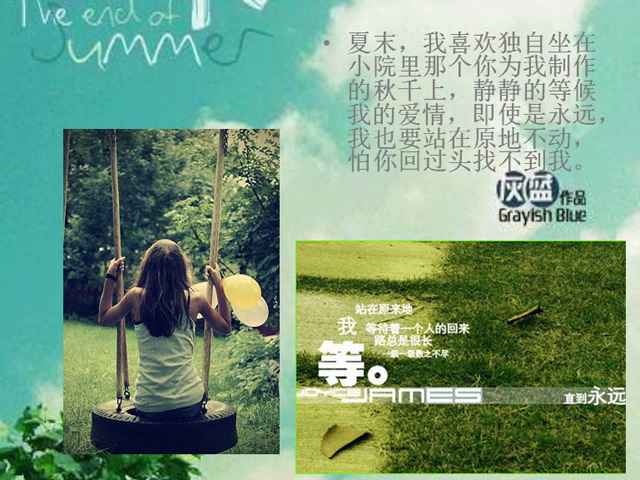 The end of
summer
• 夏末，我喜欢独自坐在
小院里那个你为我制作
的秋千上，静静的等候
我的爱情，即使是永远，
我也要站在原地不动，
怕你回过头找不到我。
灰蓝作品
Grayish Blue
站在原来地
我 等待着一个人的回来
路总是很长
一级一级数之不尽
等。
JAMES
直到永远